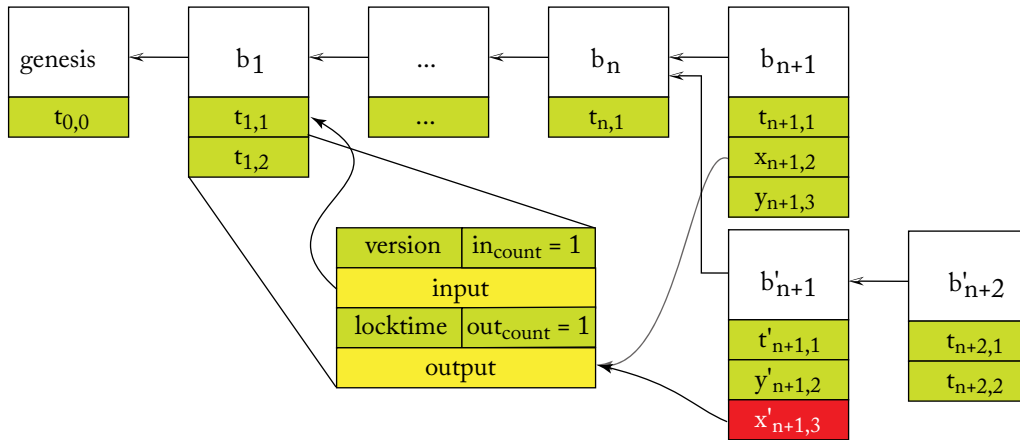 genesis
t0,0
b1
t1,1
t1,2
...
...
bn
tn,1
bn+1
tn+1,1
xn+1,2
yn+1,3
version
incount = 1
input
locktime
outcount = 1
output
b'n+1
t'n+1,1
y'n+1,2
x'n+1,3
b'n+2
tn+2,1
tn+2,2